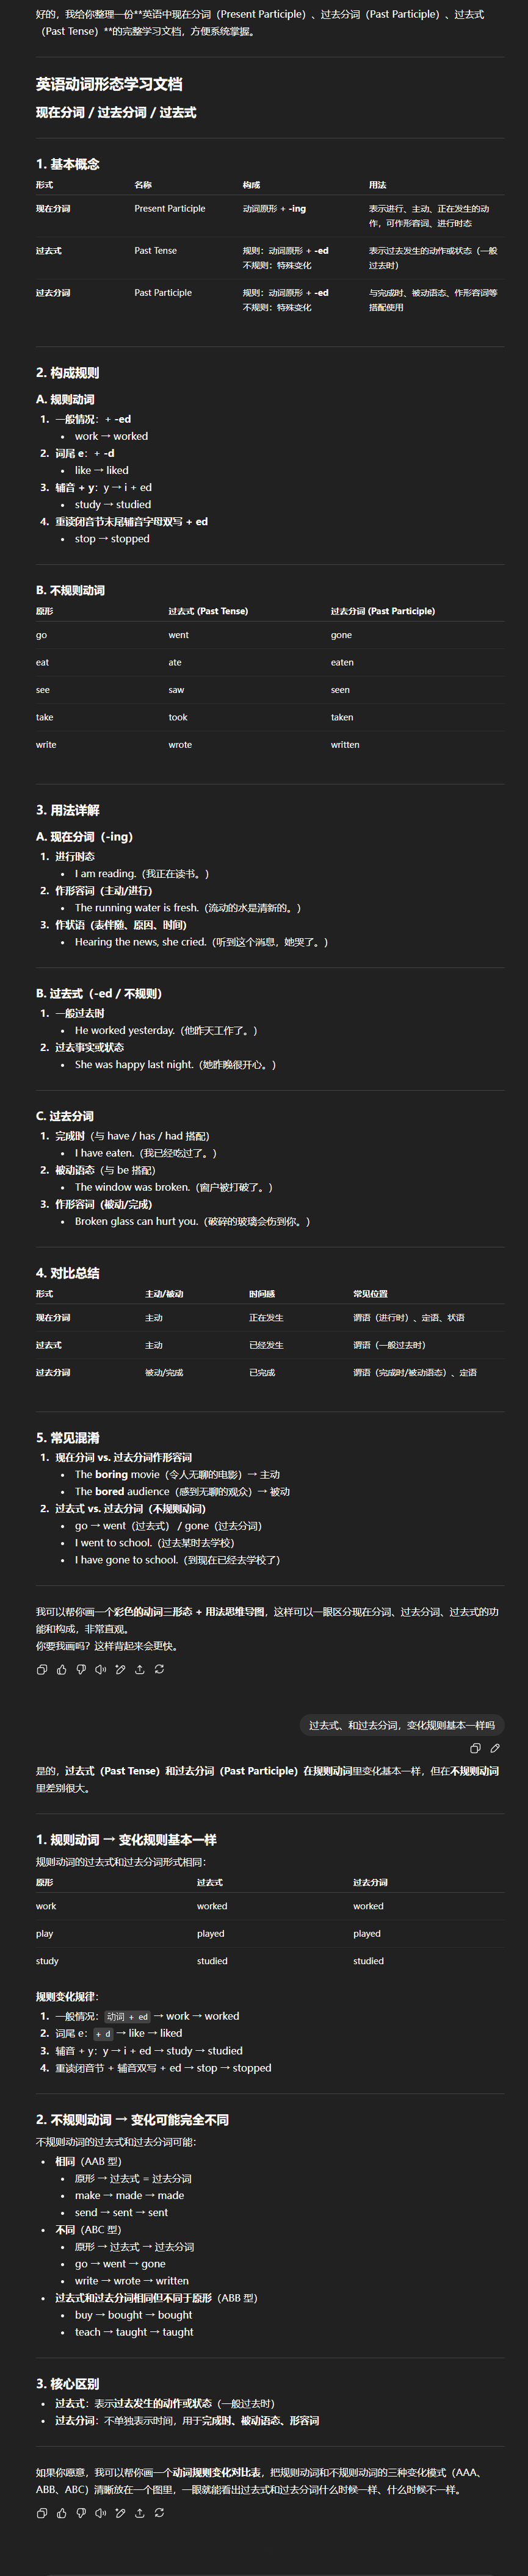 好的，我给你整理一份**英语中现在分词（Present Participle）、过去分词（Past Participle）、过去式
（Past Tense）**的完整学习文档，方便系统掌握。
英语动词形态学习文档
现在分词 / 过去分词 / 过去式
1. 基本概念
形式 名称 构成 用法
现在分词 Present Participle 动词原形 + -ing 表示进行、主动、正在发生的动
作，可作形容词、进行时态
过去式 Past Tense 规则：动词原形 + -ed 表示过去发生的动作或状态（一般
不规则：特殊变化 过去时）
过去分词 Past Participle 规则：动词原形 + -ed 与完成时、被动语态、作形容词等
不规则：特殊变化 搭配使用
2. 构成规则
A. 规则动词
1. 一般情况：+ -ed
• work → worked
2. 词尾 e：+ -d
• like → liked
3. 辅音 + y：y → i + ed
• study → studied
4. 重读闭音节末尾辅音字母双写 + ed
• stop → stopped
B. 不规则动词
原形 过去式 (Past Tense) 过去分词 (Past Participle)
go went gone
eat ate eaten
see saw seen
take took taken
write wrote written
3. 用法详解
A. 现在分词（-ing）
1. 进行时态
• I am reading.（我正在读书。）
2. 作形容词（主动/进行）
• The running water is fresh.（流动的水是清新的。）
3. 作状语（表伴随、原因、时间）
• Hearing the news, she cried.（听到这个消息，她哭了。）
B. 过去式（-ed / 不规则）
1. 一般过去时
• He worked yesterday.（他昨天工作了。）
2. 过去事实或状态
• She was happy last night.（她昨晚很开心。）
C. 过去分词
1. 完成时（与 have / has / had 搭配）
• I have eaten.（我已经吃过了。）
2. 被动语态（与 be 搭配）
• The window was broken.（窗户被打破了。）
3. 作形容词（被动/完成）
• Broken glass can hurt you.（破碎的玻璃会伤到你。）
4. 对比总结
形式 主动/被动 时间感 常见位置
现在分词 主动 正在发生 谓语（进行时）、定语、状语
过去式 主动 已经发生 谓语（一般过去时）
过去分词 被动/完成 已完成 谓语（完成时/被动语态）、定语
5. 常见混淆
1. 现在分词 vs. 过去分词作形容词
• The boring movie（令人无聊的电影）→ 主动
• The bored audience（感到无聊的观众）→ 被动
2. 过去式 vs. 过去分词（不规则动词）
• go → went（过去式） / gone（过去分词）
• I went to school.（过去某时去学校）
• I have gone to school.（到现在已经去学校了）
我可以帮你画一个彩色的动词三形态 + 用法思维导图，这样可以一眼区分现在分词、过去分词、过去式的功
能和构成，非常直观。
你要我画吗？这样背起来会更快。
过去式、和过去分词，变化规则基本一样吗
是的，过去式（Past Tense）和过去分词（Past Participle）在规则动词里变化基本一样，但在不规则动词
里差别很大。
1. 规则动词 → 变化规则基本一样
规则动词的过去式和过去分词形式相同：
原形 过去式 过去分词
work worked worked
play played played
study studied studied
规则变化规律：
1. 一般情况：动词 + ed → work → worked
2. 词尾 e：+ d → like → liked
3. 辅音 + y：y → i + ed → study → studied
4. 重读闭音节 + 辅音双写 + ed → stop → stopped
2. 不规则动词 → 变化可能完全不同
不规则动词的过去式和过去分词可能：
• 相同（AAB 型）
• 原形 → 过去式 = 过去分词
• make → made → made
• send → sent → sent
• 不同（ABC 型）
• 原形 → 过去式 → 过去分词
• go → went → gone
• write → wrote → written
• 过去式和过去分词相同但不同于原形（ABB 型）
• buy → bought → bought
• teach → taught → taught
3. 核心区别
• 过去式：表示过去发生的动作或状态（一般过去时）
• 过去分词：不单独表示时间，用于完成时、被动语态、形容词
如果你愿意，我可以帮你画一个动词规则变化对比表，把规则动词和不规则动词的三种变化模式（AAA、
ABB、ABC）清晰放在一个图里，一眼就能看出过去式和过去分词什么时候一样、什么时候不一样。